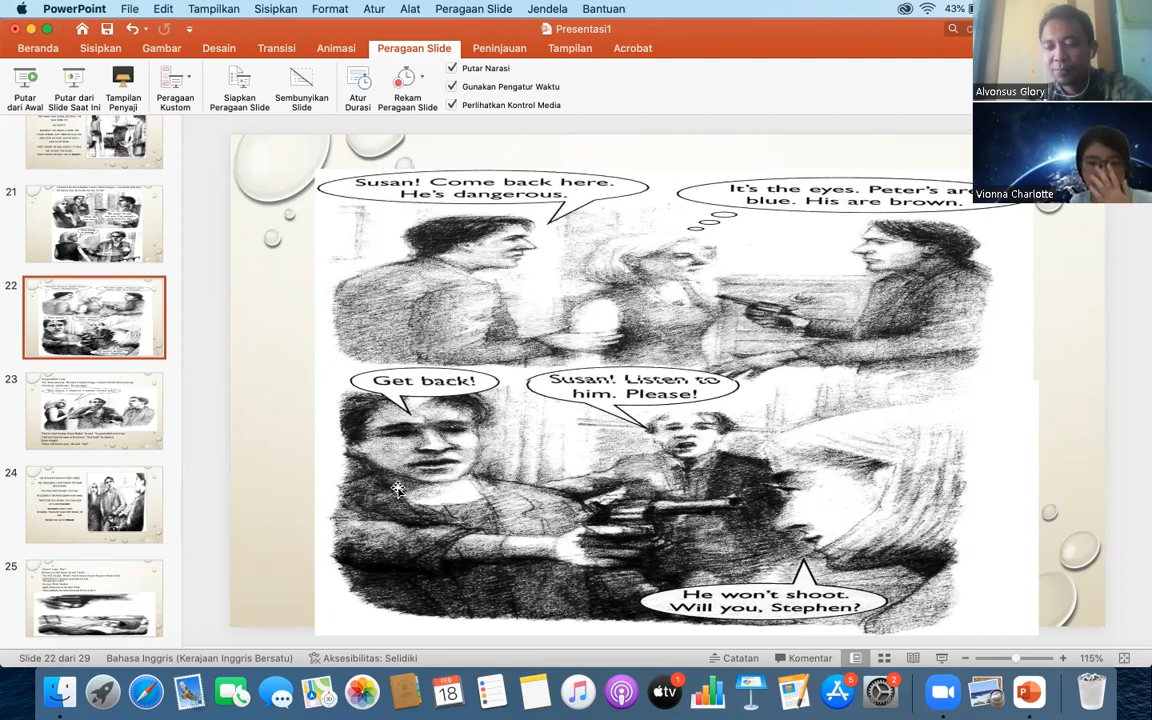 PowerPoint File Edit Tampilkan Sisipkan Format Atur Alat Peragaan Slide Jendela Bantuan 43%
Presentasi1
Beranda Sisipkan Gambar Desain Transisi Animasi Peragaan Slide Peninjauan Tampilan Acrobat
Putar dari Awal
Putar dari Slide Saat Ini
Tampilan Penyaji
Peragaan Kustom
Siapkan Peragaan Slide
Sembunyikan Slide
Atur Durasi
Rekam Peragaan Slide
Putar Narasi
Gunakan Pengatur Waktu
Perlihatkan Kontrol Media
Alvonsus Glory
Vionna Charlotte
21
22
23
24
25
Susan! Come back here.
He's dangerous.
It's the eyes. Peter's are
blue. His are brown.
Get back!
Susan! Listen to
him. Please!
He won't shoot.
Will you, Stephen?
Slide 22 dari 29 Bahasa Inggris (Kerajaan Inggris Bersatu) Aksesibilitas: Selidiki Catatan Komentar 115%
FEB
18
tv
1
5
2